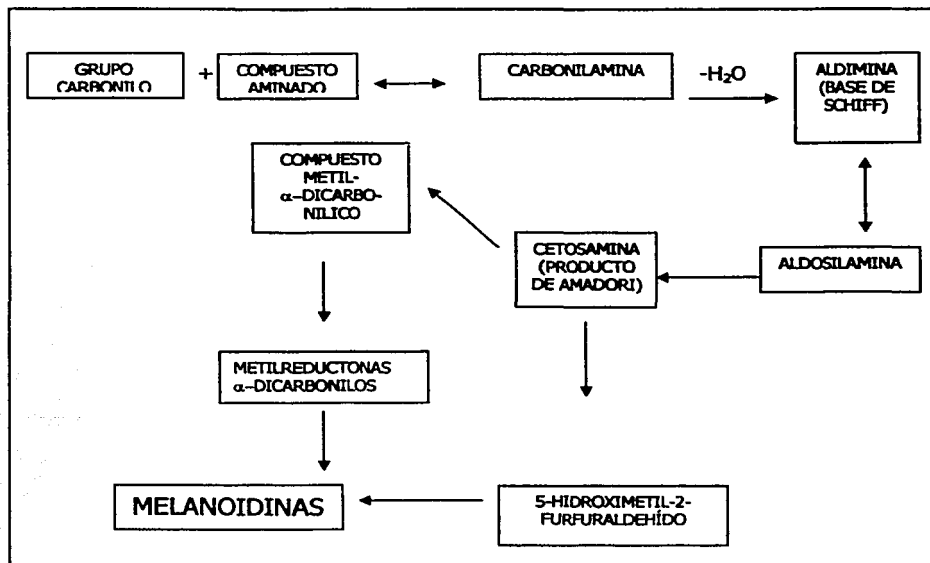 GRUPO
CARBONILO
+
COMPUESTO
AMINADO
CARBONILAMINA
-H₂O
ALDIMINA
(BASE DE
SCHIFF)
COMPUESTO
METIL-
α-DICARBO-
NILICO
CETOSAMINA
(PRODUCTO
DE AMADORI)
ALDOSILAMINA
METILREDUCTONAS
α-DICARBONILOS
MELANOIDINAS
5-HIDROXIMETIL-2-
FURFURALDEHÍDO